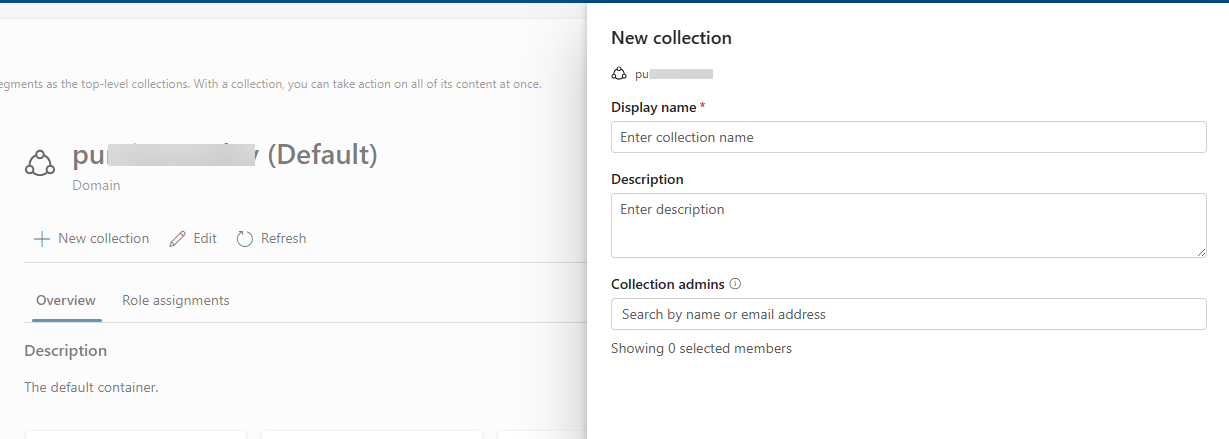 New collection
pu
Display name *
Enter collection name
Description
Enter description
Collection admins
Search by name or email address
Showing 0 selected members
egments as the top-level collections. With a collection, you can take action on all of its content at once.
pu (Default)
Domain
New collection Edit Refresh
Overview Role assignments
Description
The default container.